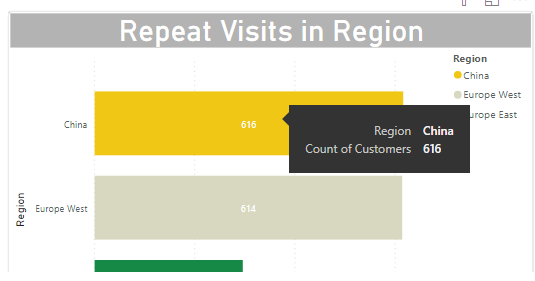 Repeat Visits in Region
Region
China
Europe West
urope East
China
616
Region China
Count of Customers 616
Region
Europe West
614